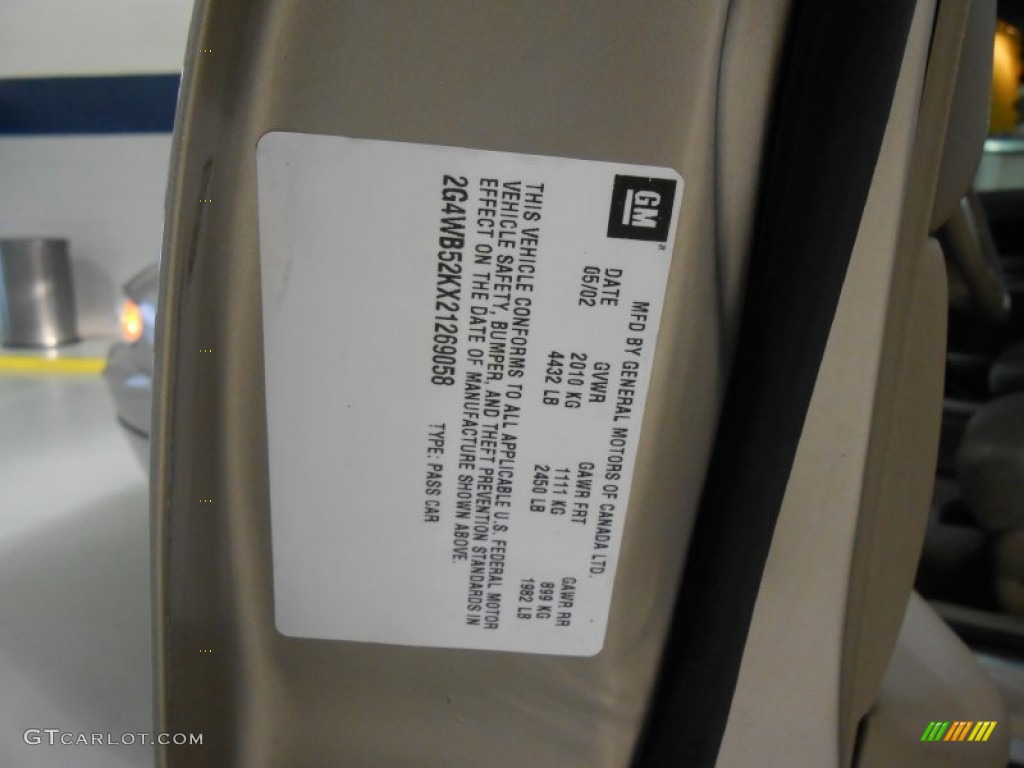 GM
MFD BY GENERAL MOTORS OF CANADA LTD.
DATE GVWR GAWR FRT GAWR RR
05/02 2010 KG 1111 KG 899 KG
4432 LB 2450 LB 1982 LB
THIS VEHICLE CONFORMS TO ALL APPLICABLE U.S. FEDERAL MOTOR
VEHICLE SAFETY, BUMPER, AND THEFT PREVENTION STANDARDS IN
EFFECT ON THE DATE OF MANUFACTURE SHOWN ABOVE.
2G4WB52KX21269058 TYPE: PASS CAR
GTCARLOT.COM